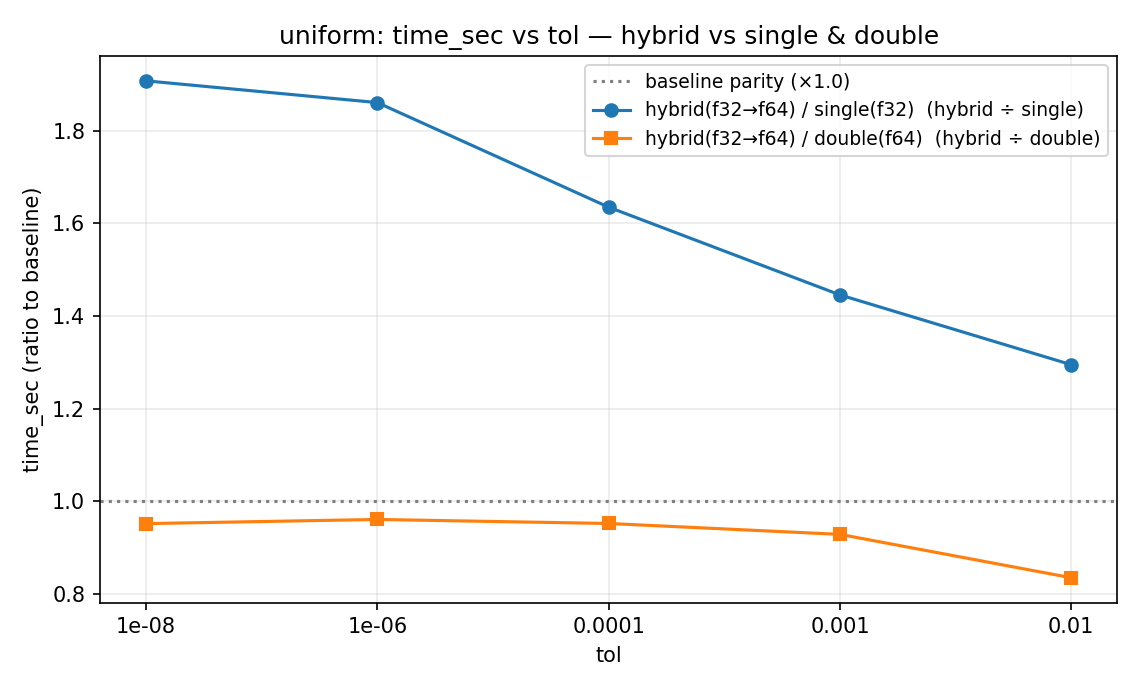 uniform: time_sec vs tol — hybrid vs single & double
baseline parity (×1.0)
hybrid(f32→f64) / single(f32)  (hybrid ÷ single)
hybrid(f32→f64) / double(f64)  (hybrid ÷ double)
time_sec (ratio to baseline)
1.8
1.6
1.4
1.2
1.0
0.8
1e-08
1e-06
0.0001
0.001
0.01
tol